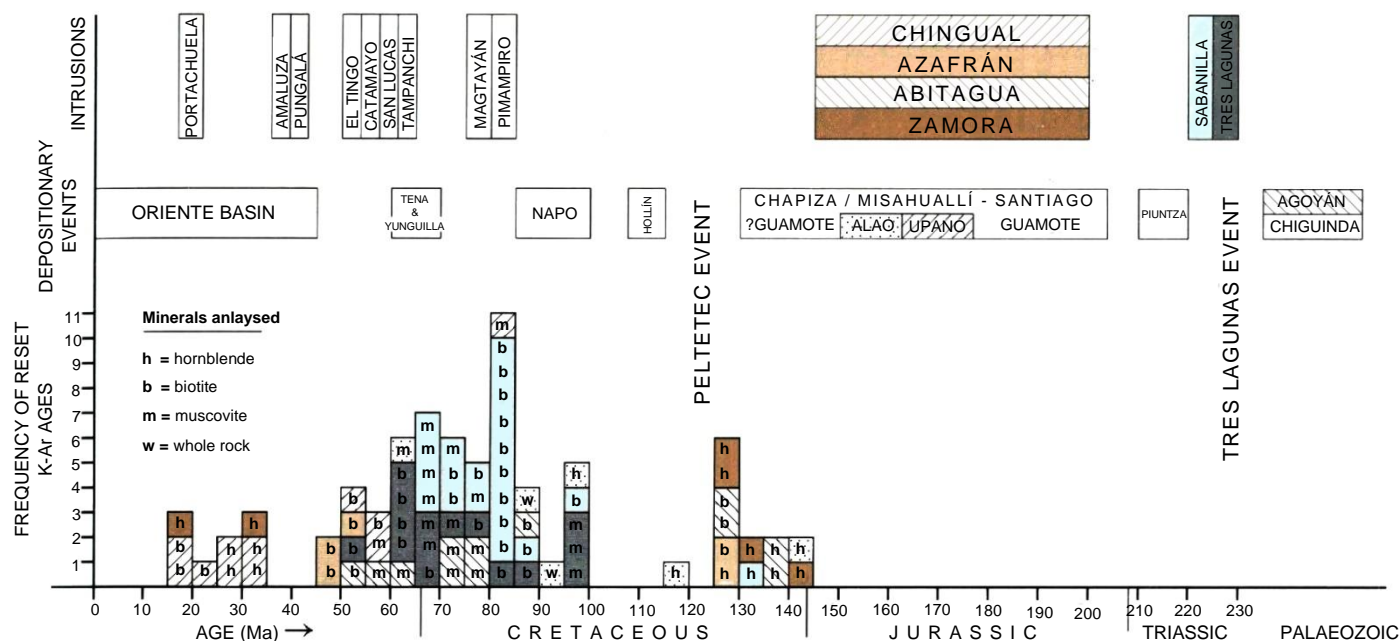 INTRUSIONS
PORTACHUELA
AMALUZA
PUNGALÁ
EL TINGO
CATAMAYO
SAN LUCAS
TAMPANCHI
MAGTAYÁN
PIMAMPIRO
CHINGUAL
AZAFRÁN
ABITAGUA
ZAMORA
SABANILLA
TRES LAGUNAS
DEPOSITIONARY
EVENTS
ORIENTE BASIN
TENA
&
YUNGUILLA
NAPO
HOLLÍN
PELTETEC EVENT
CHAPIZA / MISAHUALLÍ - SANTIAGO
?GUAMOTE ALAO UPANO GUAMOTE
PIUNTZA
TRES LAGUNAS EVENT
AGOYÁN
CHIGUINDA
FREQUENCY OF RESET
K-Ar AGES
11
10
9
8
7
6
5
4
3
2
1
Minerals anlaysed
h = hornblende
b = biotite
m = muscovite
w = whole rock
h
b
b
b
h
h
h
h
h
b
b
b
b
b
m
b
m
m
m
b
b
b
b
m
m
m
m
m
m
m
b
m
b
b
m
m
m
b
m
b
m
m
m
b
b
b
b
b
b
b
b
b
b
w
b
b
b
w
h
b
m
m
m
h
h
h
b
b
b
b
h
b
h
h
h
h
0 10 20 30 40 50 60 70 80 90 100 110 120 130 140 150 160 170 180 190 200 210 220 230
AGE (Ma) → CRETACEOUS JURASSIC TRIASSIC PALAEOZOIC